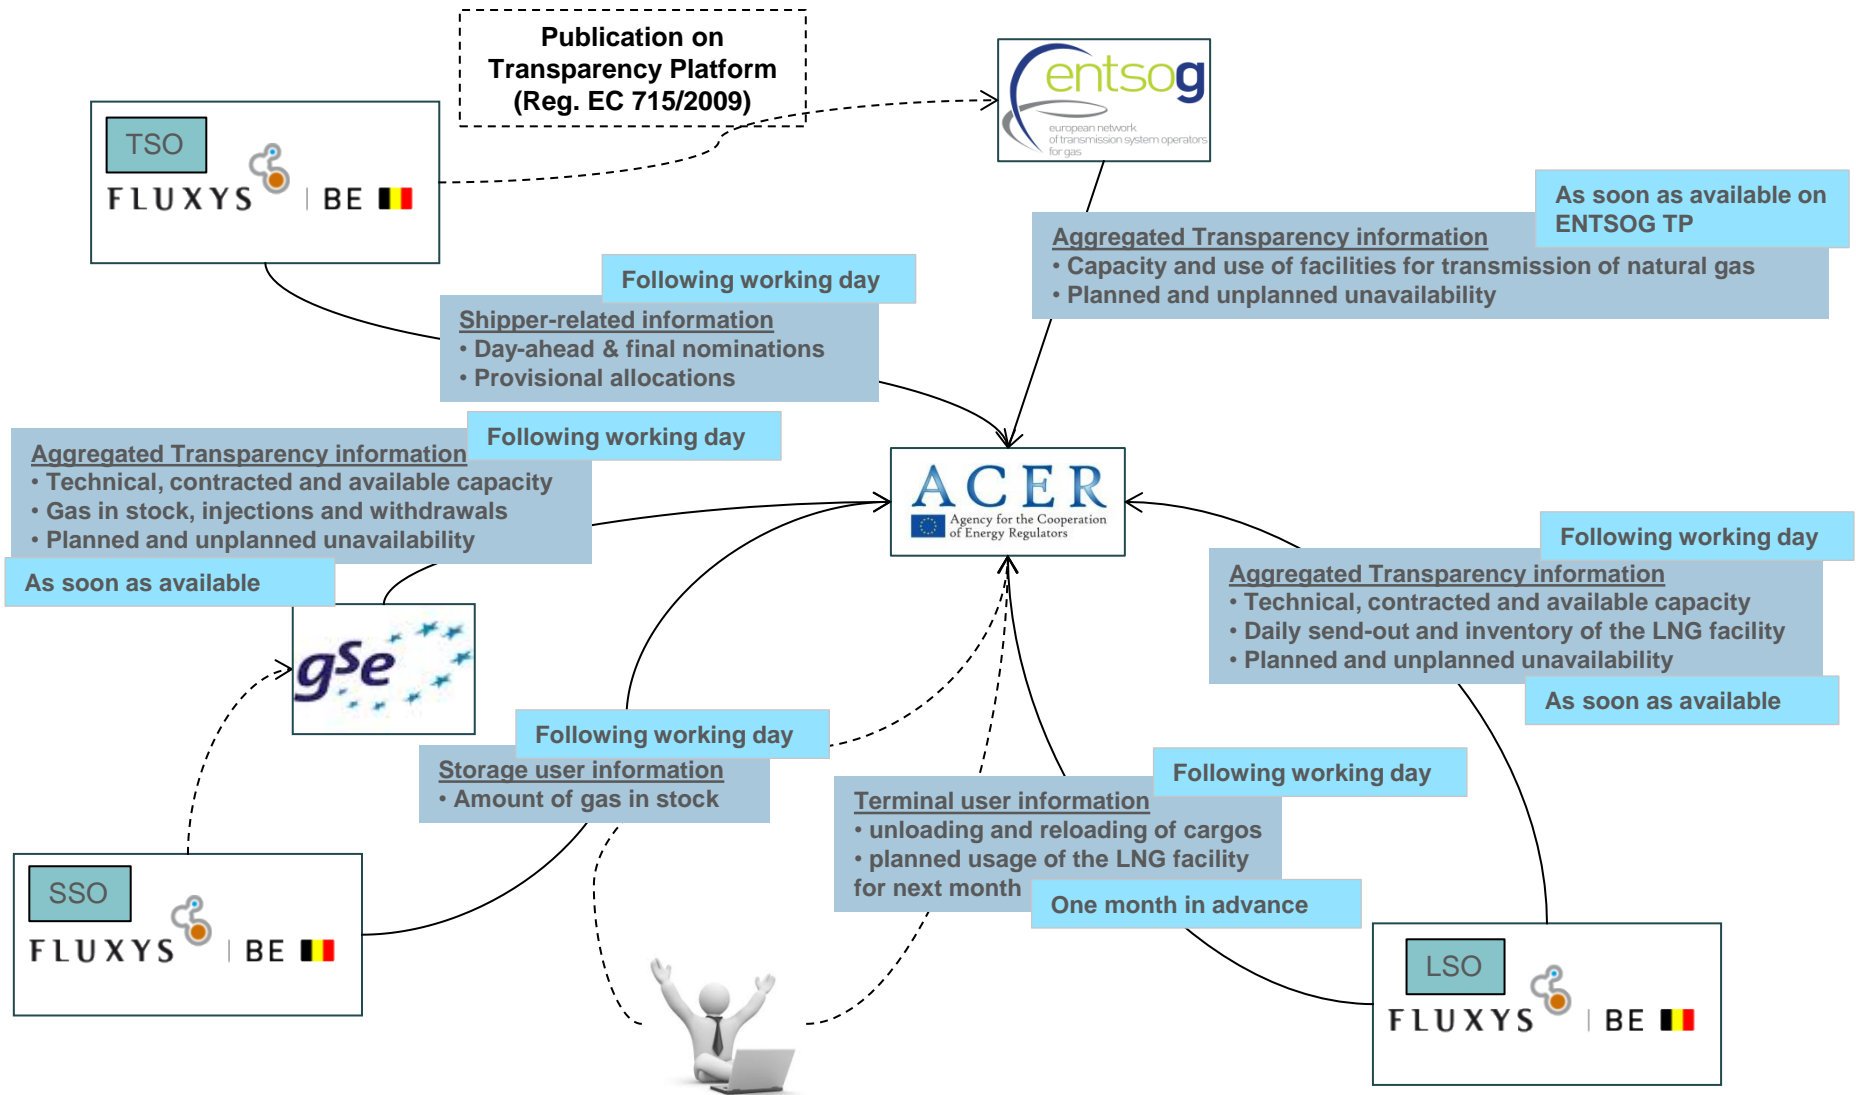 Publication on
Transparency Platform
(Reg. EC 715/2009)
entsog
european network
of transmission system operators
for gas
TSO
FLUXYS | BE
As soon as available on
ENTSOG TP
Aggregated Transparency information
• Capacity and use of facilities for transmission of natural gas
• Planned and unplanned unavailability
Following working day
Shipper-related information
• Day-ahead & final nominations
• Provisional allocations
Following working day
Aggregated Transparency information
• Technical, contracted and available capacity
• Gas in stock, injections and withdrawals
• Planned and unplanned unavailability
As soon as available
ACER
Agency for the Cooperation
of Energy Regulators
Following working day
Aggregated Transparency information
• Technical, contracted and available capacity
• Daily send-out and inventory of the LNG facility
• Planned and unplanned unavailability
As soon as available
gse
Following working day
Storage user information
• Amount of gas in stock
Following working day
Terminal user information
• unloading and reloading of cargos
• planned usage of the LNG facility
for next month
One month in advance
SSO
FLUXYS | BE
LSO
FLUXYS | BE